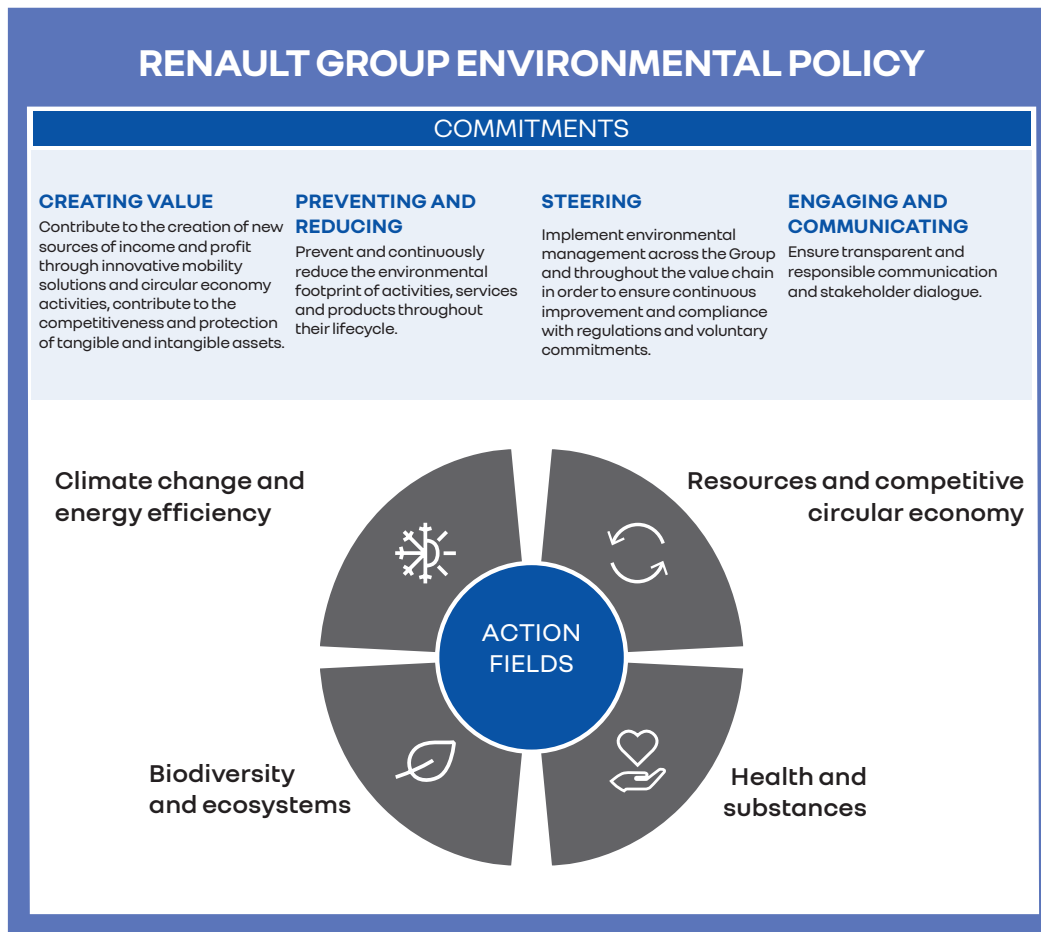 RENAULT GROUP ENVIRONMENTAL POLICY
COMMITMENTS
CREATING VALUE
Contribute to the creation of new
sources of income and profit
through innovative mobility
solutions and circular economy
activities, contribute to the
competitiveness and protection
of tangible and intangible assets.
PREVENTING AND
REDUCING
Prevent and continuously
reduce the environmental
footprint of activities, services
and products throughout
their lifecycle.
STEERING
Implement environmental
management across the Group
and throughout the value chain
in order to ensure continuous
improvement and compliance
with regulations and voluntary
commitments.
ENGAGING AND
COMMUNICATING
Ensure transparent and
responsible communication
and stakeholder dialogue.
Climate change and
energy efficiency
Resources and competitive
circular economy
ACTION
FIELDS
Biodiversity
and ecosystems
Health and
substances